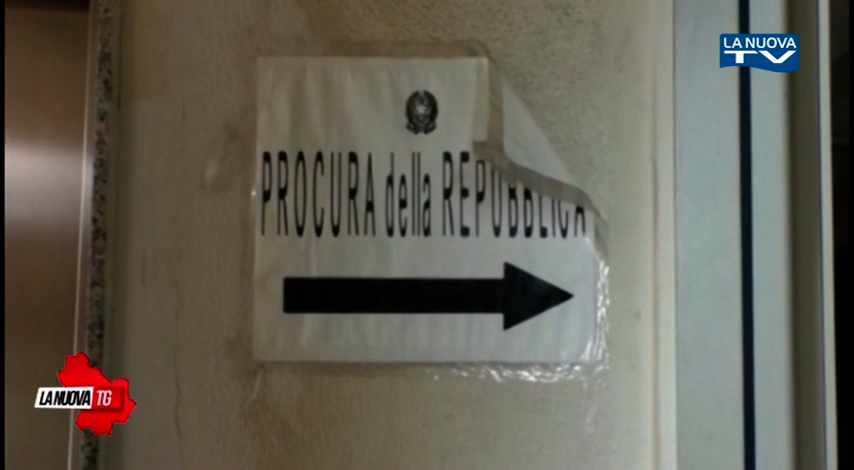 LA NUOVA
TV
PROCURA della REPUBBLICA
LA NUOVA TG